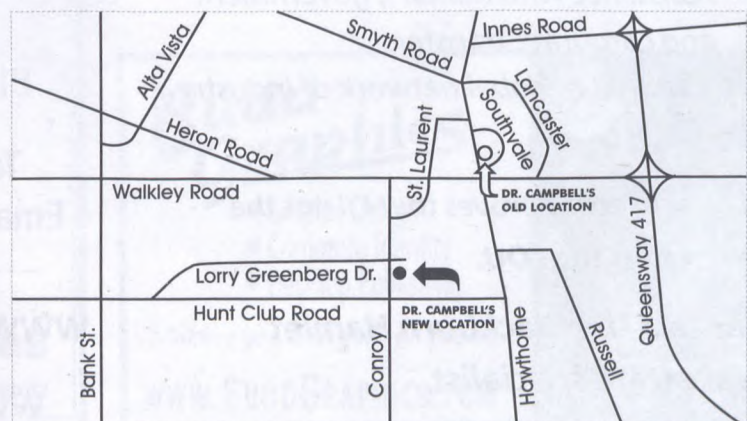 Smyth Road
Innes Road
Alta Vista
Lancaster
Southvale
Heron Road
St. Laurent
Walkley Road
DR. CAMPBELL'S
OLD LOCATION
Queensway 417
Lorry Greenberg Dr.
Hunt Club Road
DR. CAMPBELL'S
NEW LOCATION
Bank St.
Conroy
Hawthorne
Russell